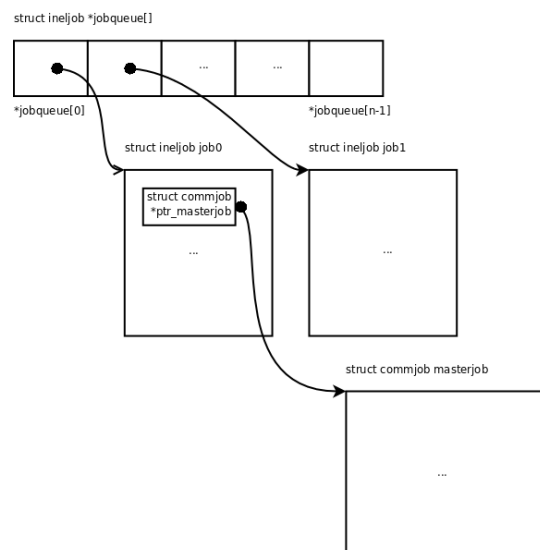 struct ineljob *jobqueue[]
... ...
*jobqueue[0] *jobqueue[n-1]
struct ineljob job0 struct ineljob job1
struct commjob
*ptr_masterjob
... ...
struct commjob masterjob
...